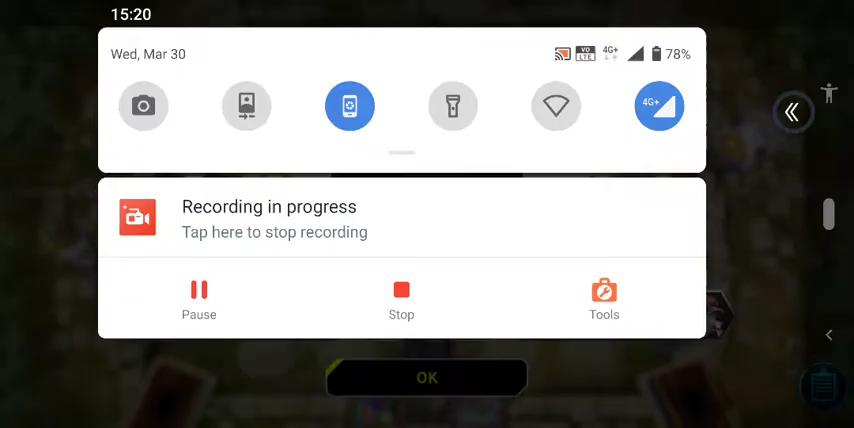 15:20
Wed, Mar 30
VO
LTE
4G+
78%
4G+
Recording in progress
Tap here to stop recording
Pause
Stop
Tools
OK